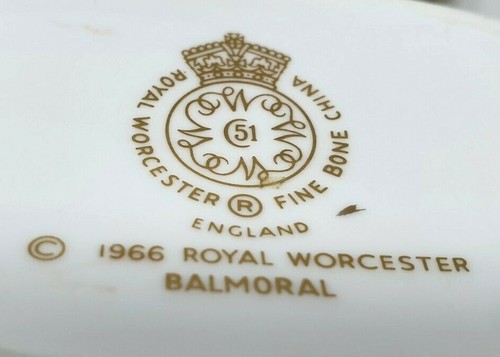 ROYAL WORCESTER ® FINE BONE CHINA
51
ENGLAND
© 1966 ROYAL WORCESTER
BALMORAL